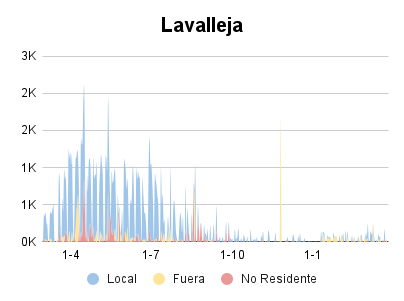 Lavalleja
3K
2K
2K
1K
1K
0K
1-4 1-7 1-10 1-1
Local Fuera No Residente